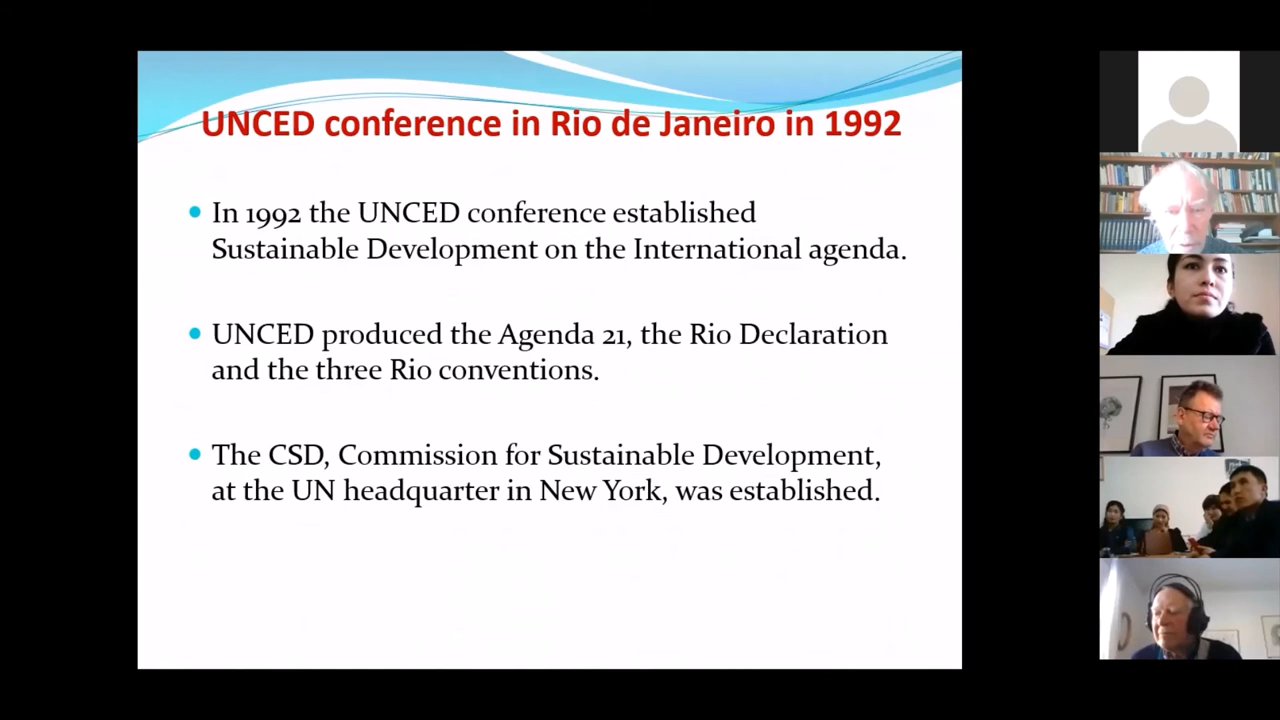 UNCED conference in Rio de Janeiro in 1992
In 1992 the UNCED conference established
Sustainable Development on the International agenda.
UNCED produced the Agenda 21, the Rio Declaration
and the three Rio conventions.
The CSD, Commission for Sustainable Development,
at the UN headquarter in New York, was established.